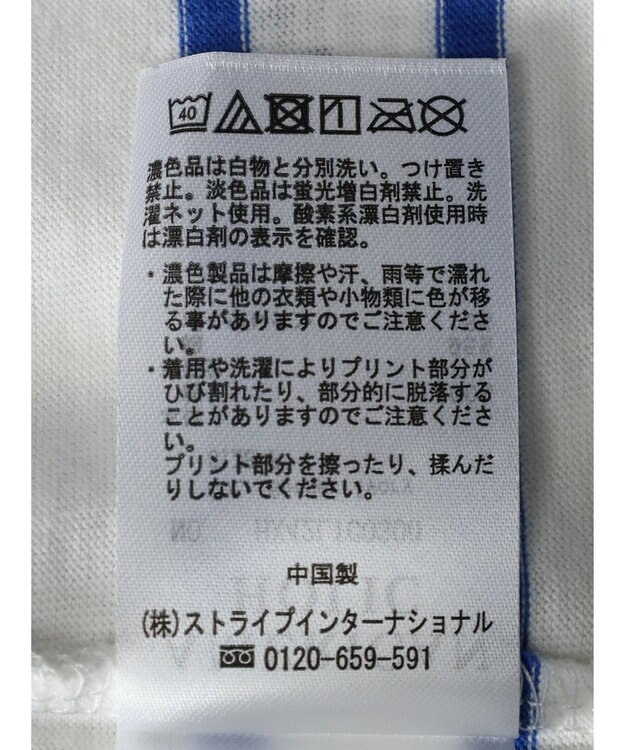 40
濃色品は白物と分別洗い。つけ置き
禁止。淡色品は蛍光増白剤禁止。洗
濯ネット使用。酸素系漂白剤使用時
は漂白剤の表示を確認。
・濃色製品は摩擦や汗、雨等で濡れ
た際に他の衣類や小物類に色が移
る事がありますのでご注意くださ
い。
・着用や洗濯によりプリント部分が
ひび割れたり、部分的に脱落する
ことがありますのでご注意くださ
い。
プリント部分を擦ったり、揉んだ
りしないでください。
中国製
(株)ストライプインターナショナル
0120-659-591